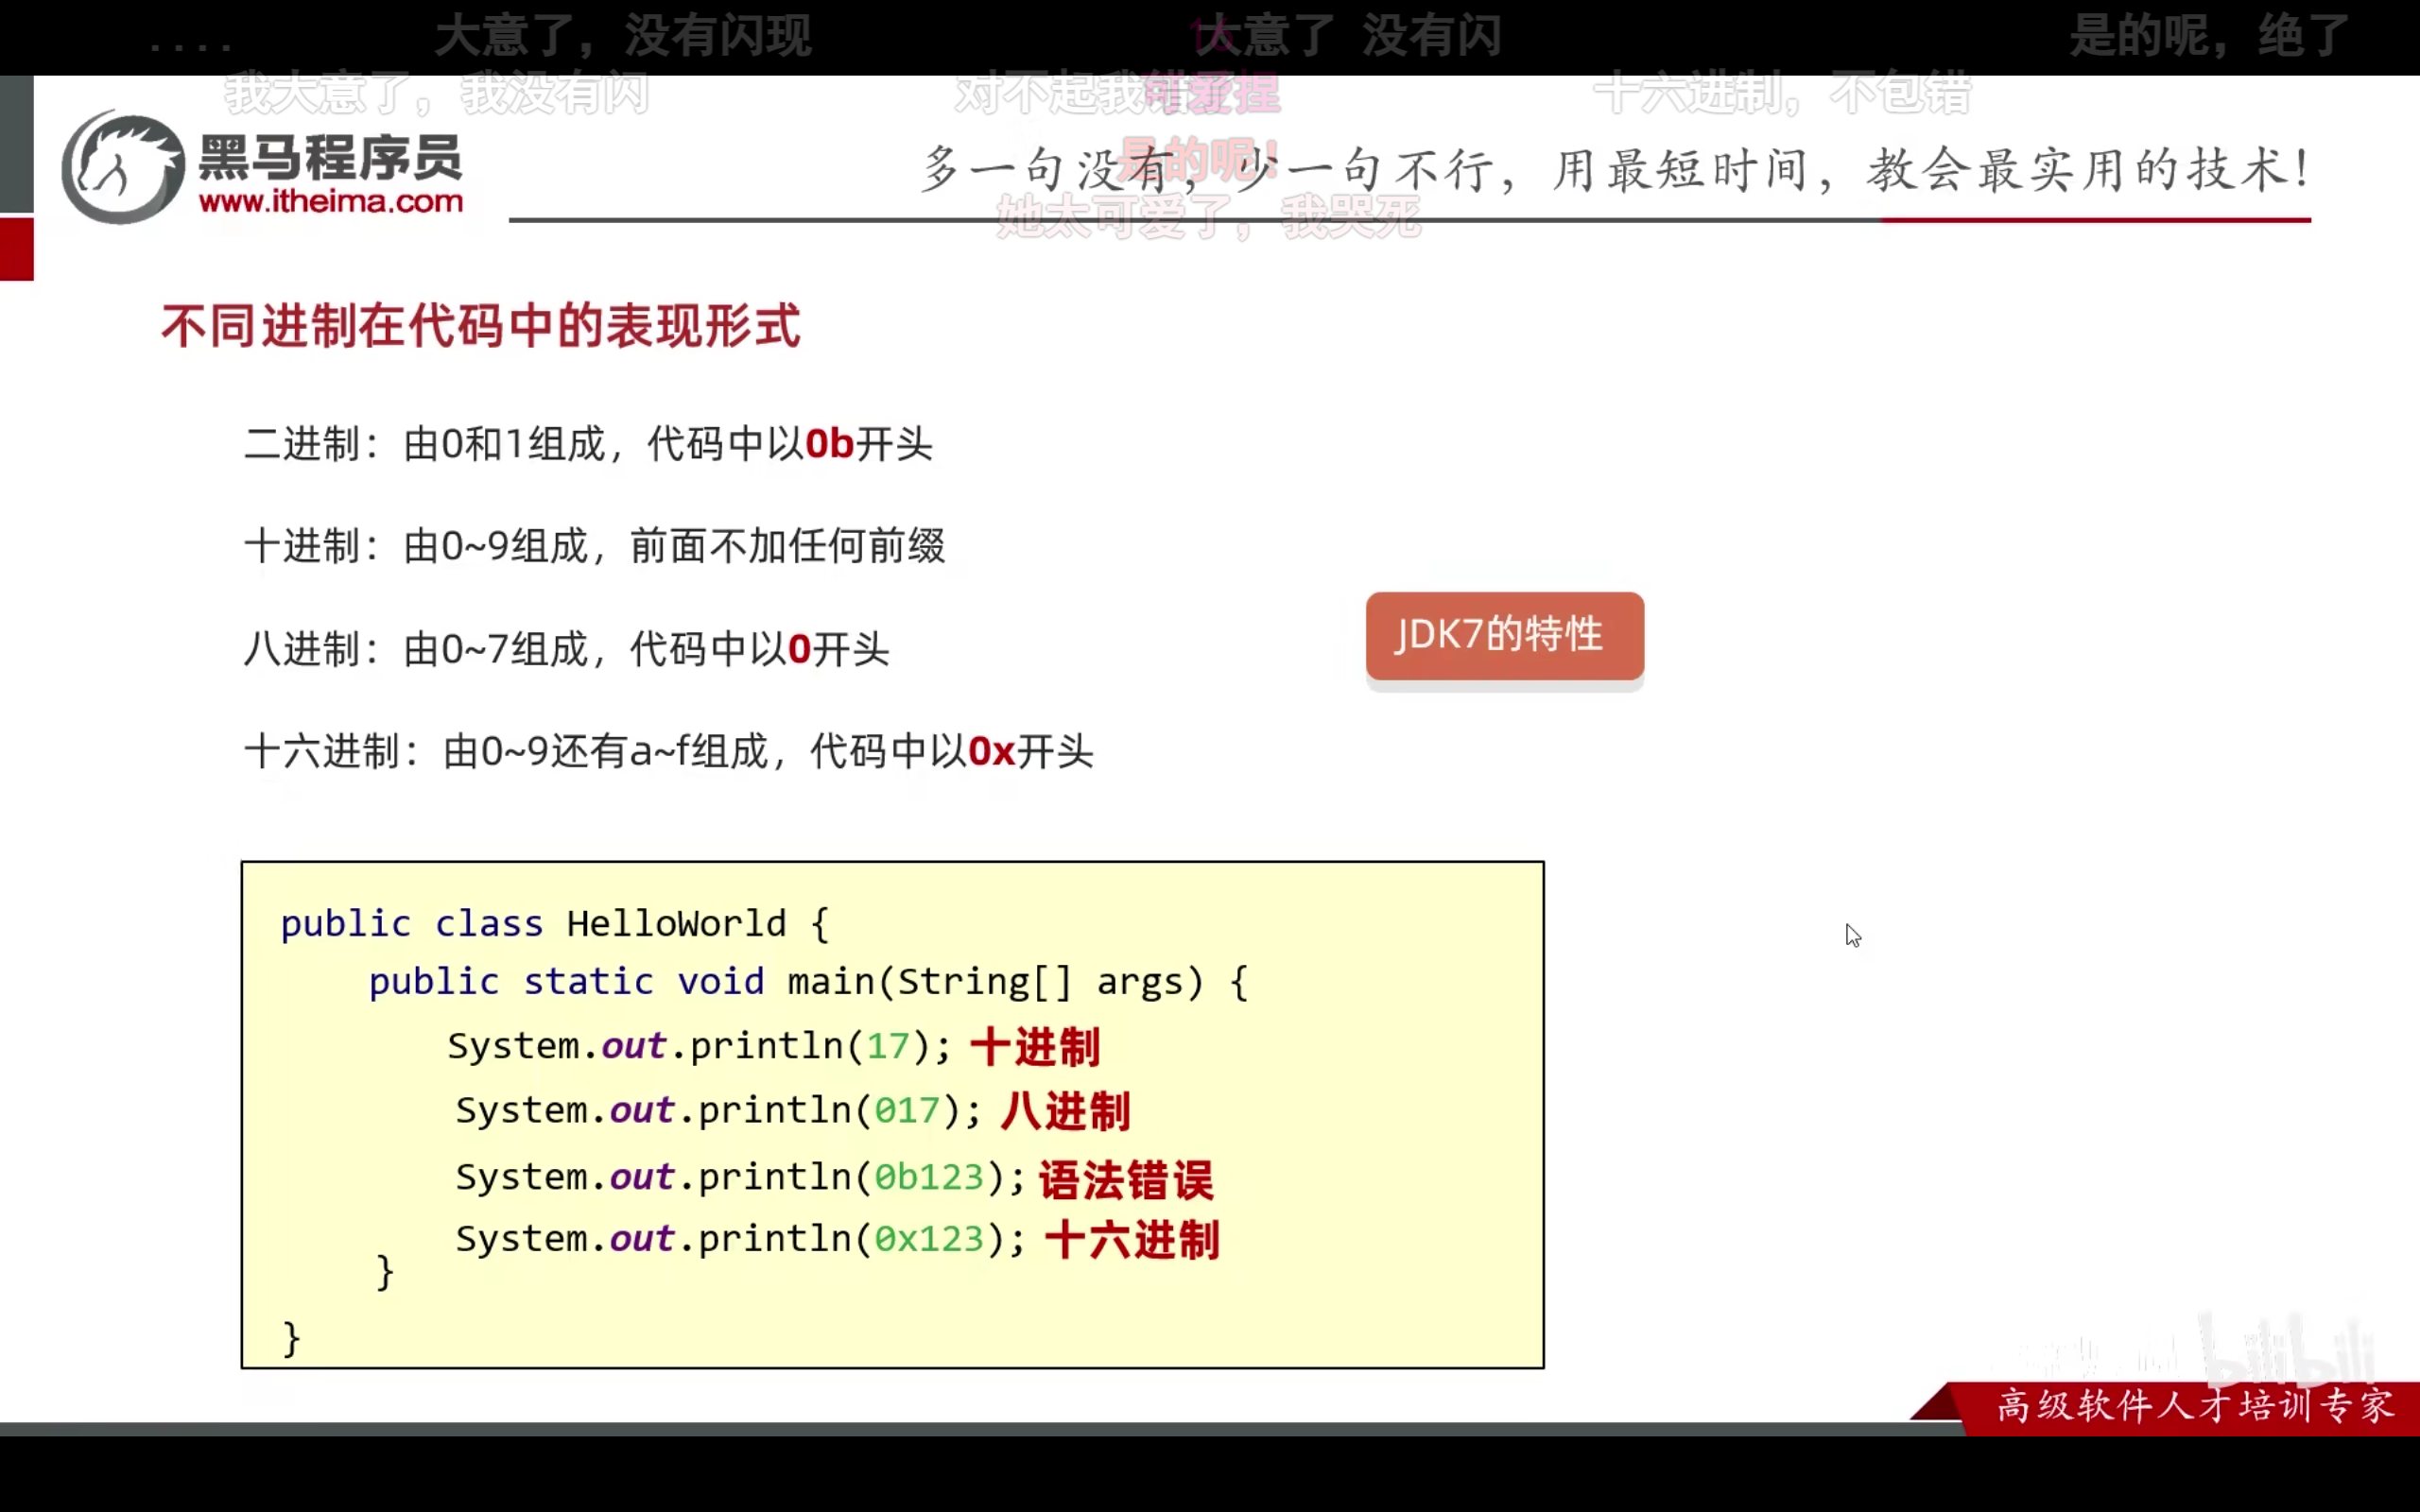 ....
大意了，没有闪现
大意了 没有闪
是的呢，绝了
我大意了，我没有闪
对不起我错了
可爱捏
十六进制，不包错
黑马程序员
www.itheima.com
是的呢！
多一句没有，少一句不行，用最短时间，教会最实用的技术！
她太可爱了，我哭死
不同进制在代码中的表现形式
二进制：由0和1组成，代码中以0b开头
十进制：由0~9组成，前面不加任何前缀
八进制：由0~7组成，代码中以0开头
JDK7的特性
十六进制：由0~9还有a~f组成，代码中以0x开头
public class HelloWorld {
public static void main(String[] args) {
System.out.println(17); 十进制
System.out.println(017); 八进制
System.out.println(0b123); 语法错误
System.out.println(0x123); 十六进制
}
}
bilibili
高级软件人才培训专家